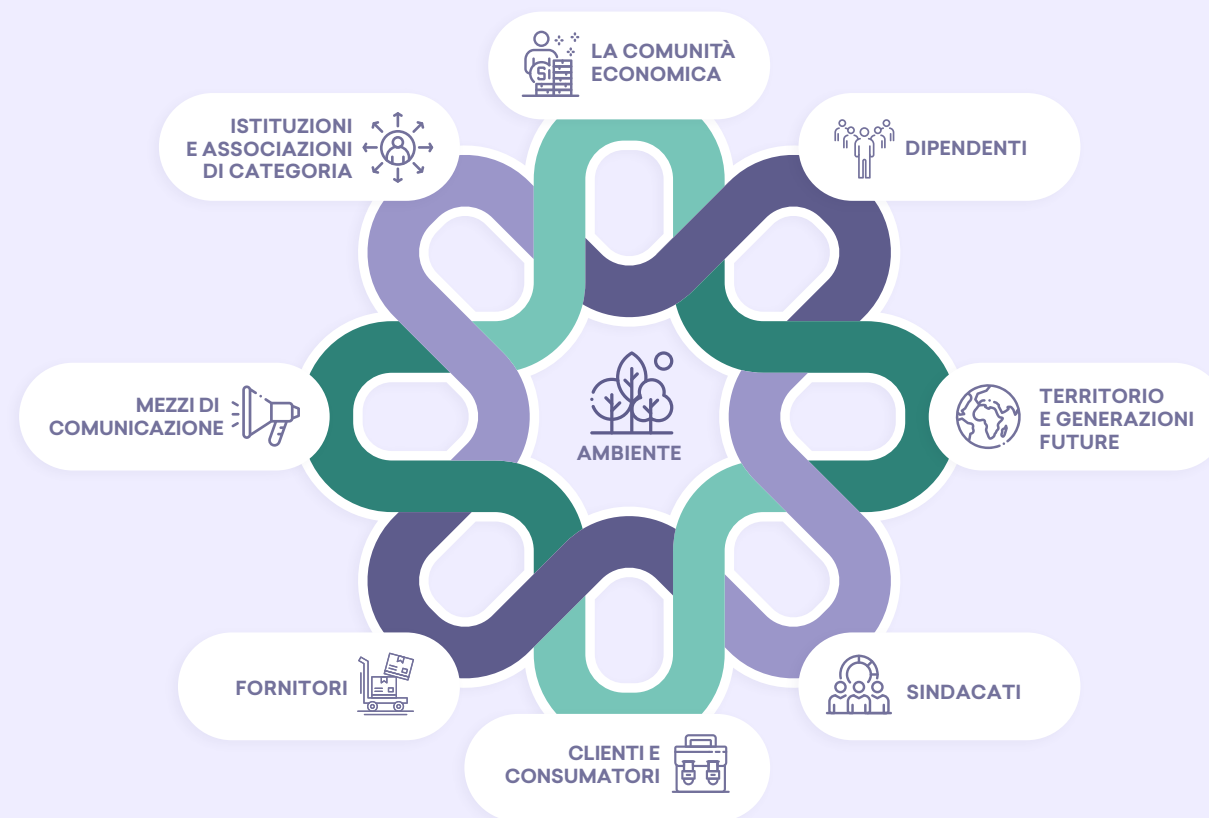 LA COMUNITÀ
ECONOMICA
ISTITUZIONI
E ASSOCIAZIONI
DI CATEGORIA
DIPENDENTI
MEZZI DI
COMUNICAZIONE
AMBIENTE
TERRITORIO
E GENERAZIONI
FUTURE
FORNITORI
SINDACATI
CLIENTI E
CONSUMATORI